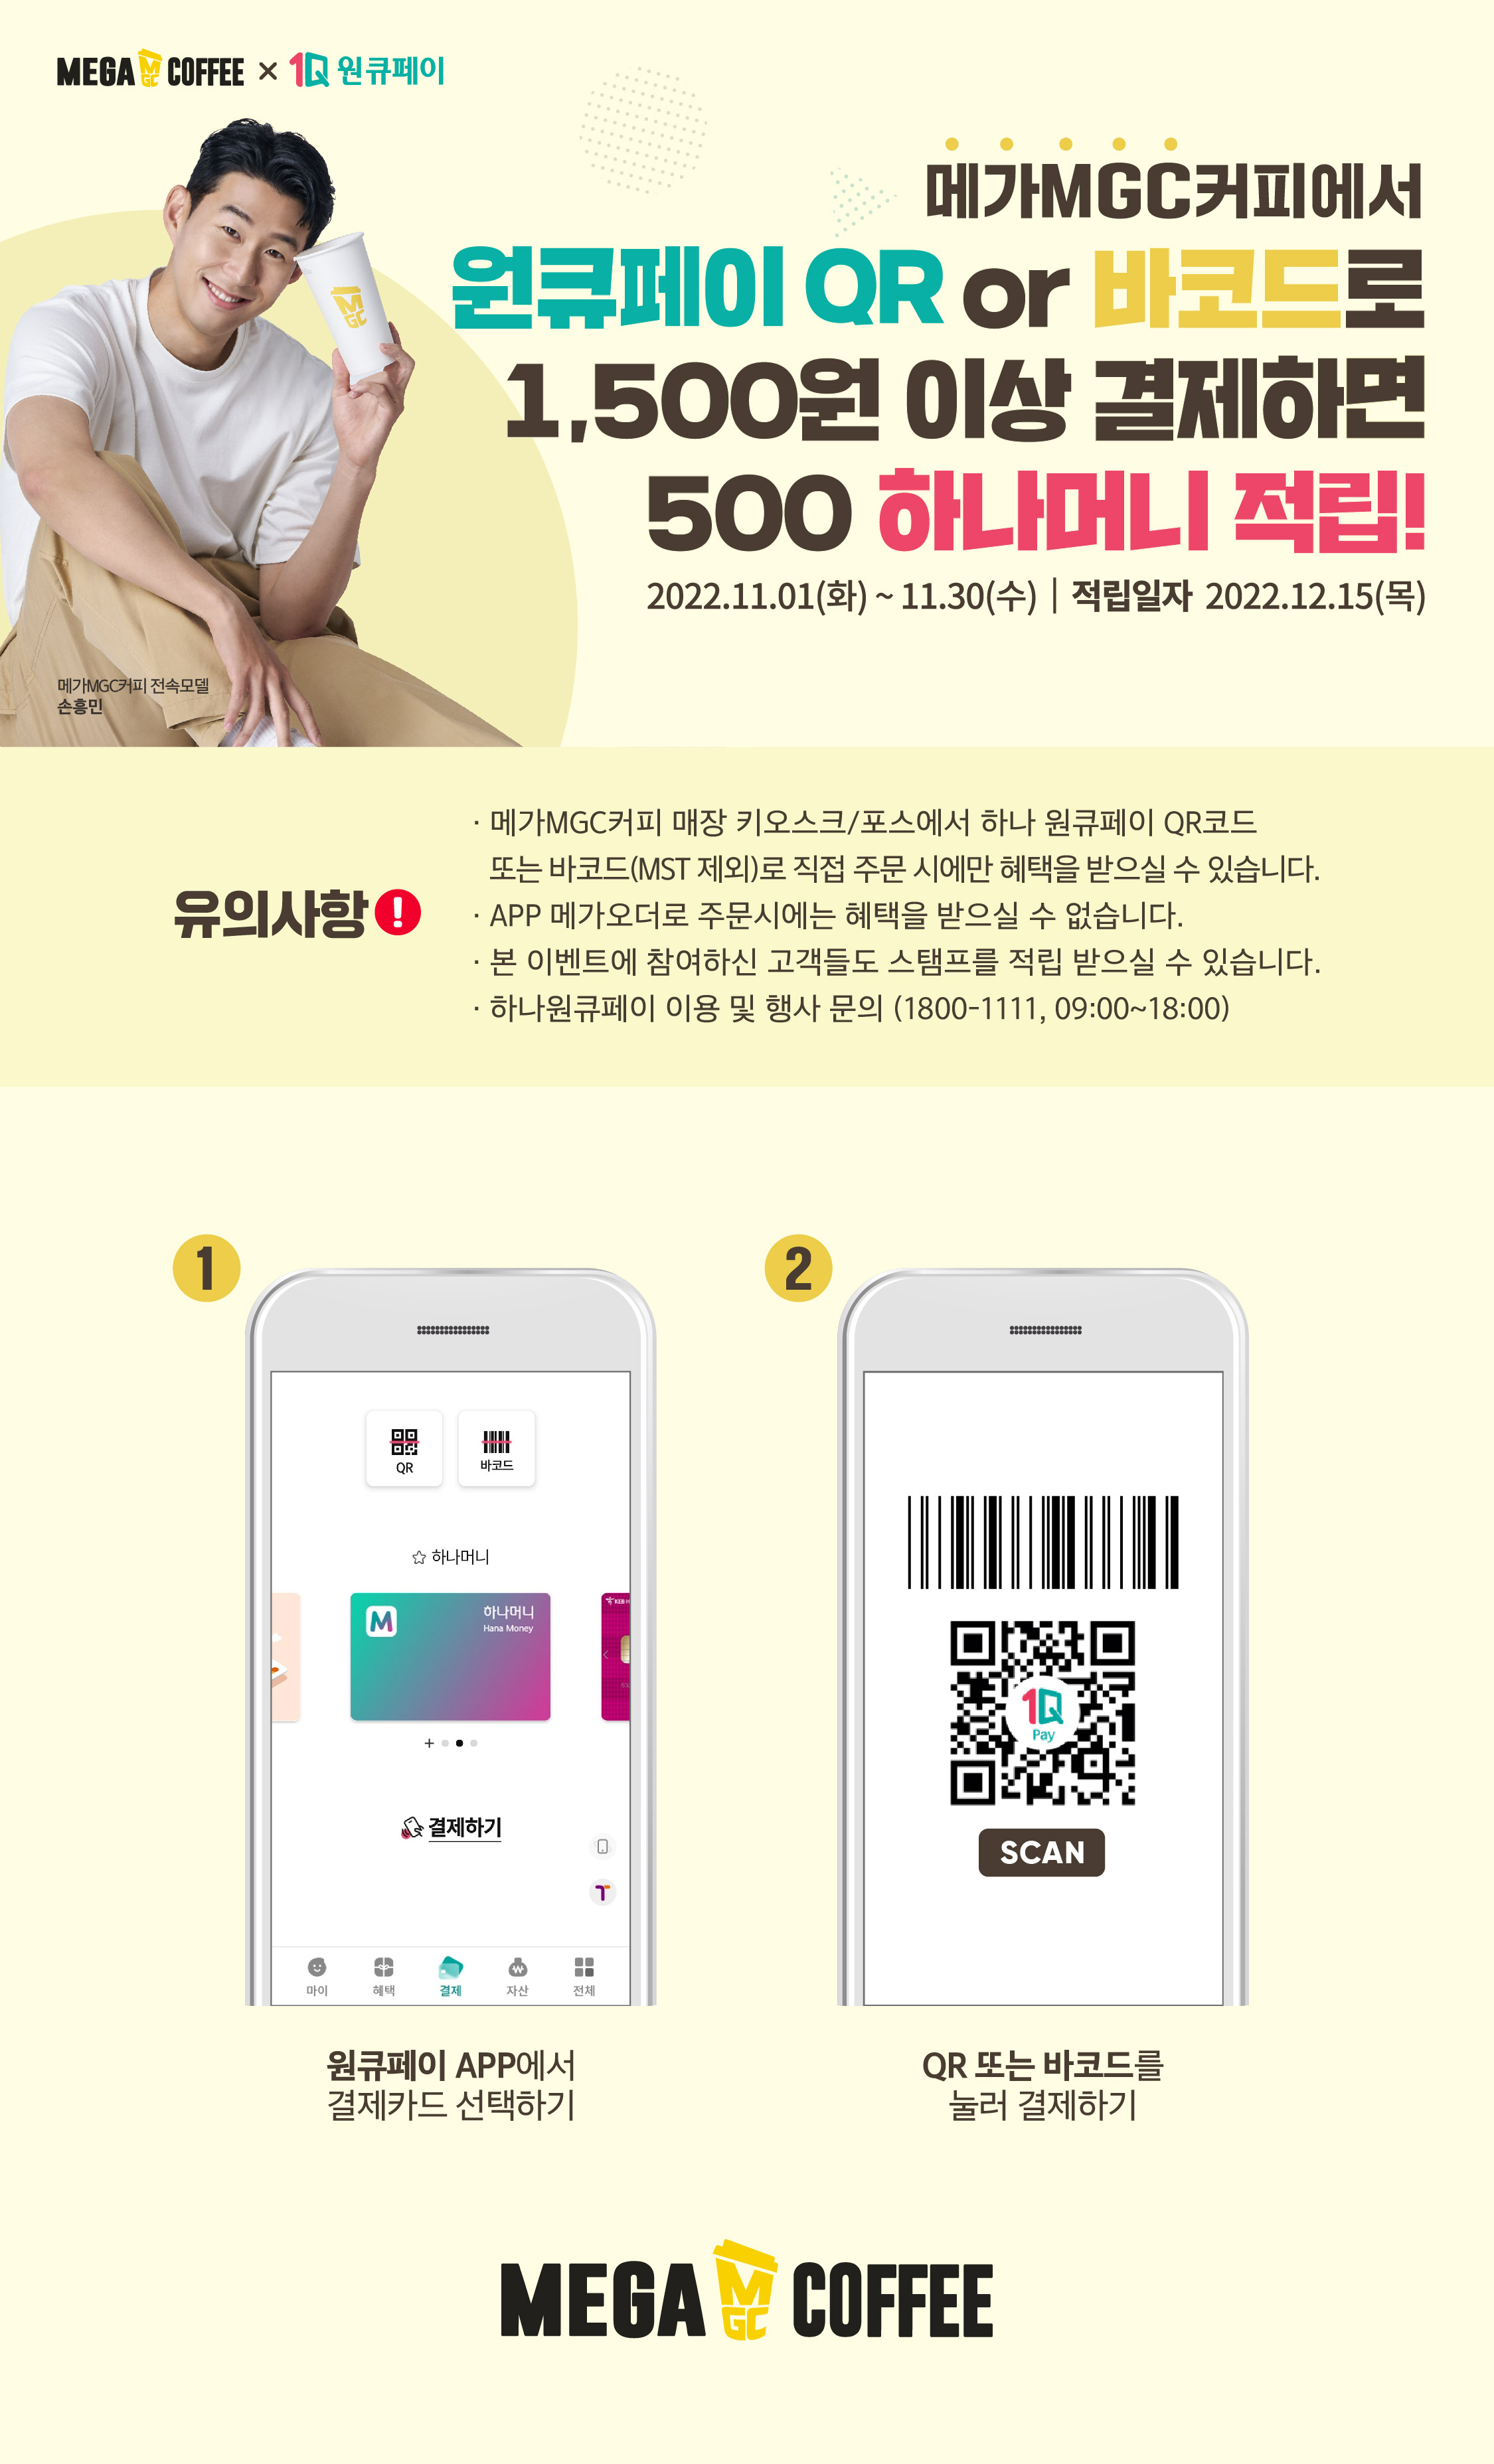 MEGA MGC COFFEE × 1Q 원큐페이
메가MGC커피에서
원큐페이 QR or 바코드로
1,500원 이상 결제하면
500 하나머니 적립!
2022.11.01(화) ~ 11.30(수) | 적립일자 2022.12.15(목)
메가MGC커피 전속모델
손흥민
유의사항 !
· 메가MGC커피 매장 키오스크/포스에서 하나 원큐페이 QR코드
또는 바코드(MST 제외)로 직접 주문 시에만 혜택을 받으실 수 있습니다.
· APP 메가오더로 주문시에는 혜택을 받으실 수 없습니다.
· 본 이벤트에 참여하신 고객들도 스탬프를 적립 받으실 수 있습니다.
· 하나원큐페이 이용 및 행사 문의 (1800-1111, 09:00~18:00)
1
QR 바코드
하나머니
M 하나머니
Hana Money
결제하기
T
마이 혜택 결제 자산 전체
원큐페이 APP에서
결제카드 선택하기
2
1Q
Pay
SCAN
QR 또는 바코드를
눌러 결제하기
MEGA MGC COFFEE